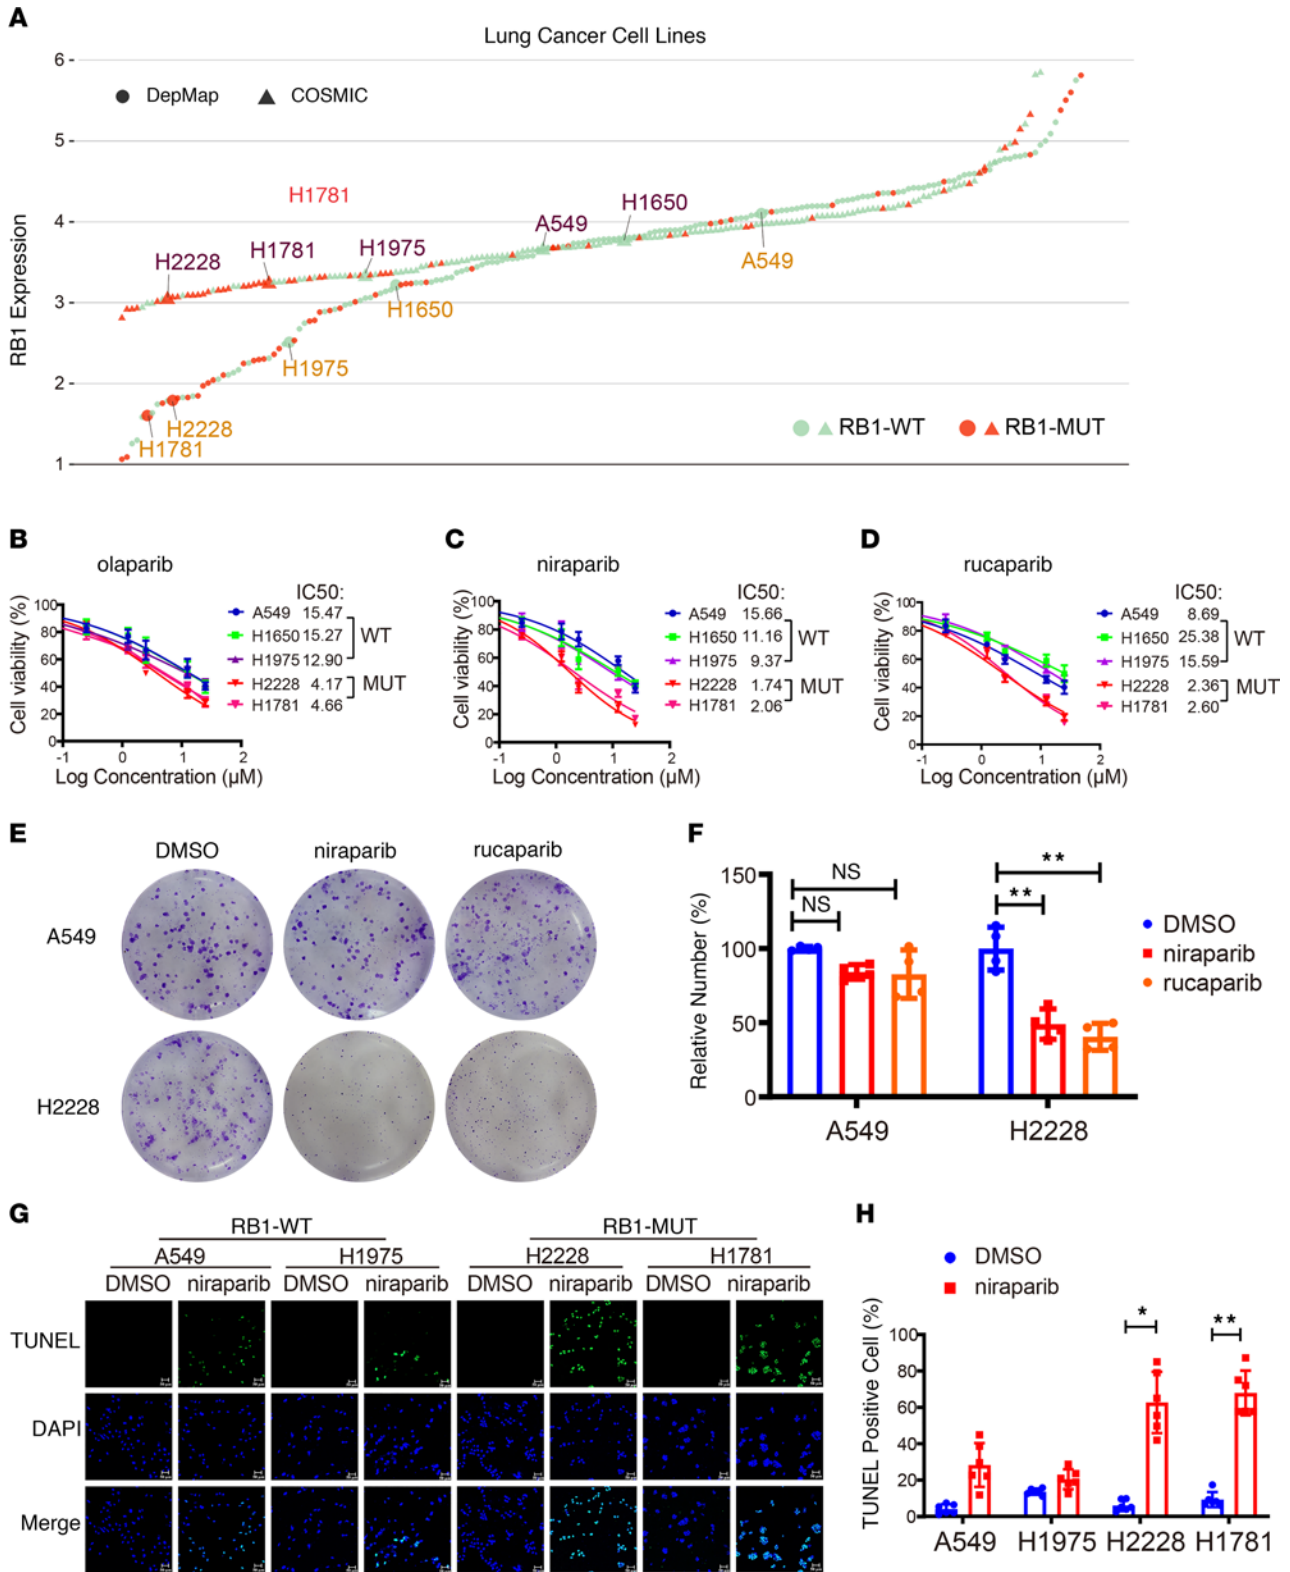 A
Lung Cancer Cell Lines
RB1 Expression
6
5
4
3
2
1
DepMap
COSMIC
H1781
H2228
H1781
H1975
A549
H1650
A549
H1650
H1975
H2228
H1781
RB1-WT
RB1-MUT
B
olaparib
Cell viability (%)
100
80
60
40
20
0
-1
0
1
2
Log Concentration (μM)
IC50:
A549 15.47
H1650 15.27
H1975 12.90
H2228 4.17
H1781 4.66
WT
MUT
C
niraparib
Cell viability (%)
100
80
60
40
20
0
-1
0
1
2
Log Concentration (μM)
IC50:
A549 15.66
H1650 11.16
H1975 9.37
H2228 1.74
H1781 2.06
WT
MUT
D
rucaparib
Cell viability (%)
100
80
60
40
20
0
-1
0
1
2
Log Concentration (μM)
IC50:
A549 8.69
H1650 25.38
H1975 15.59
H2228 2.36
H1781 2.60
WT
MUT
E
DMSO niraparib rucaparib
A549
H2228
F
Relative Number (%)
150
100
50
0
NS
NS
**
**
A549
H2228
DMSO
niraparib
rucaparib
G
RB1-WT RB1-MUT
A549 H1975 H2228 H1781
DMSO niraparib DMSO niraparib DMSO niraparib DMSO niraparib
TUNEL
DAPI
Merge
H
DMSO
niraparib
TUNEL Positive Cell (%)
100
80
60
40
20
0
*
**
A549 H1975 H2228 H1781